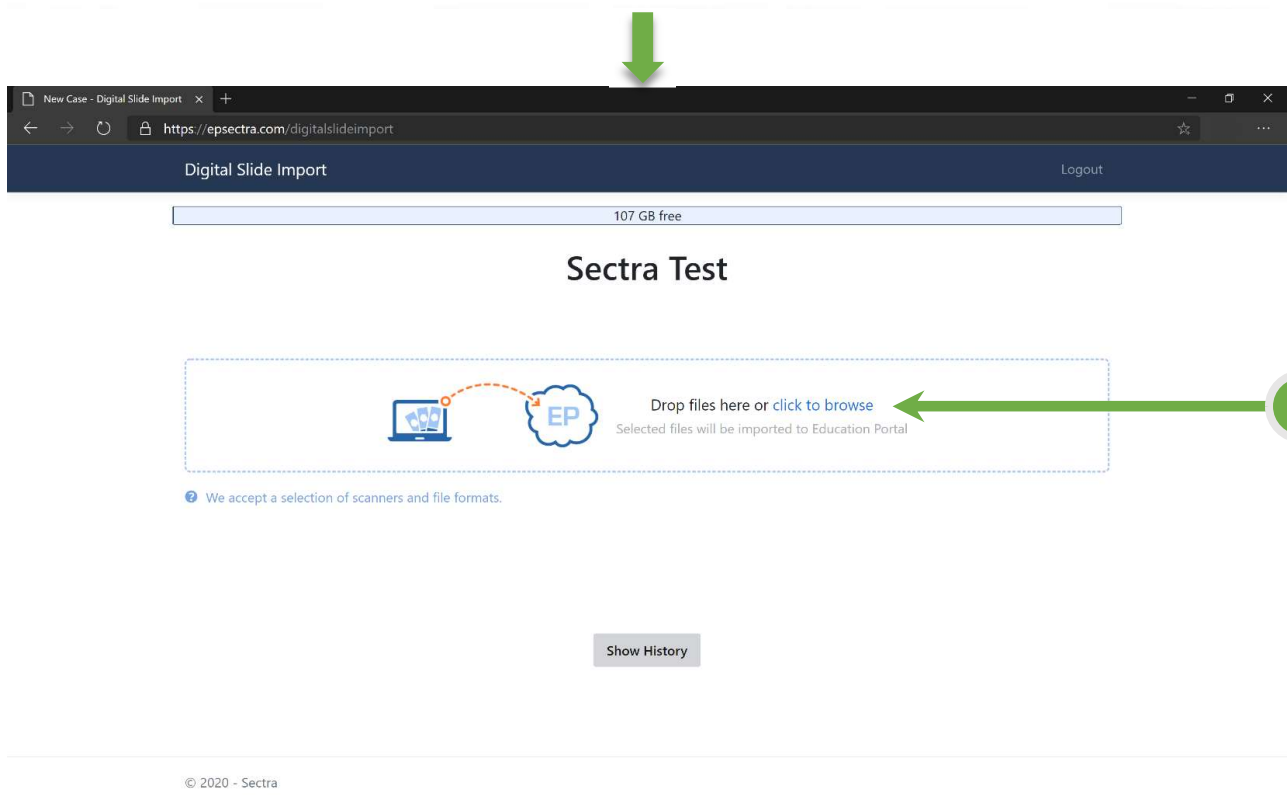 New Case - Digital Slide Import
https://epsectra.com/digitalslideimport
Digital Slide Import
Logout
107 GB free
Sectra Test
EP
Drop files here or click to browse
Selected files will be imported to Education Portal
We accept a selection of scanners and file formats.
Show History
© 2020 - Sectra